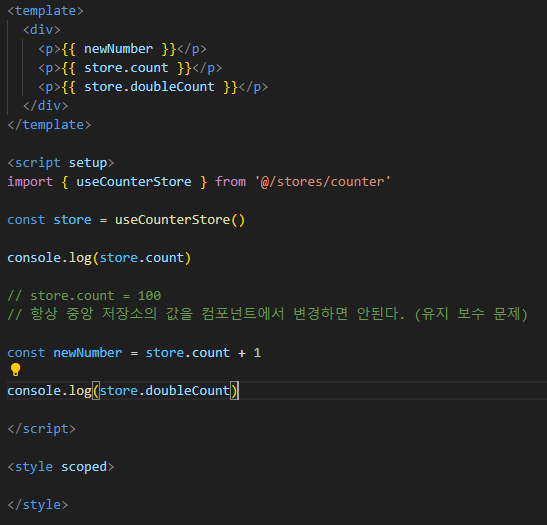 <template>
  <div>
    <p>{{ newNumber }}</p>
    <p>{{ store.count }}</p>
    <p>{{ store.doubleCount }}</p>
  </div>
</template>

<script setup>
import { useCounterStore } from '@/stores/counter'

const store = useCounterStore()

console.log(store.count)

// store.count = 100
// 항상 중앙 저장소의 값을 컴포넌트에서 변경하면 안된다. (유지 보수 문제)

const newNumber = store.count + 1

console.log(store.doubleCount)

</script>

<style scoped>

</style>